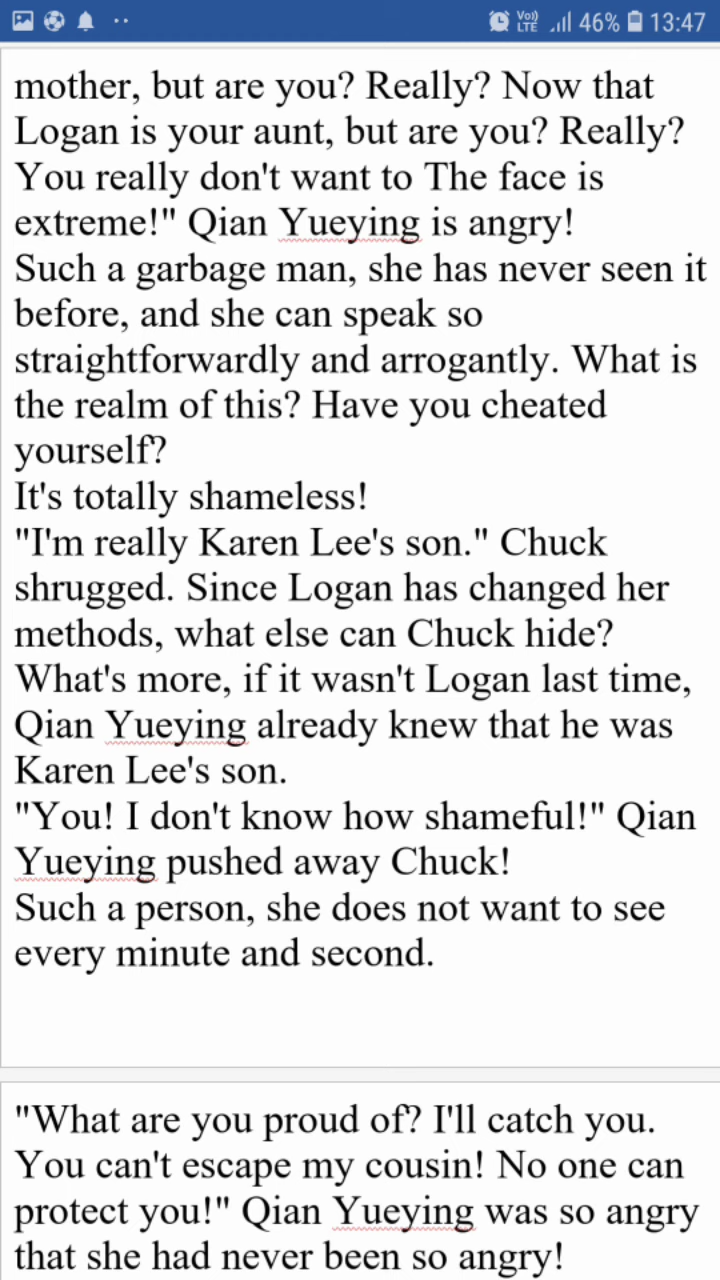 Vo) LTE 46% 13:47
mother, but are you? Really? Now that
Logan is your aunt, but are you? Really?
You really don't want to The face is
extreme!" Qian Yueying is angry!
Such a garbage man, she has never seen it
before, and she can speak so
straightforwardly and arrogantly. What is
the realm of this? Have you cheated
yourself?
It's totally shameless!
"I'm really Karen Lee's son." Chuck
shrugged. Since Logan has changed her
methods, what else can Chuck hide?
What's more, if it wasn't Logan last time,
Qian Yueying already knew that he was
Karen Lee's son.
"You! I don't know how shameful!" Qian
Yueying pushed away Chuck!
Such a person, she does not want to see
every minute and second.
"What are you proud of? I'll catch you.
You can't escape my cousin! No one can
protect you!" Qian Yueying was so angry
that she had never been so angry!